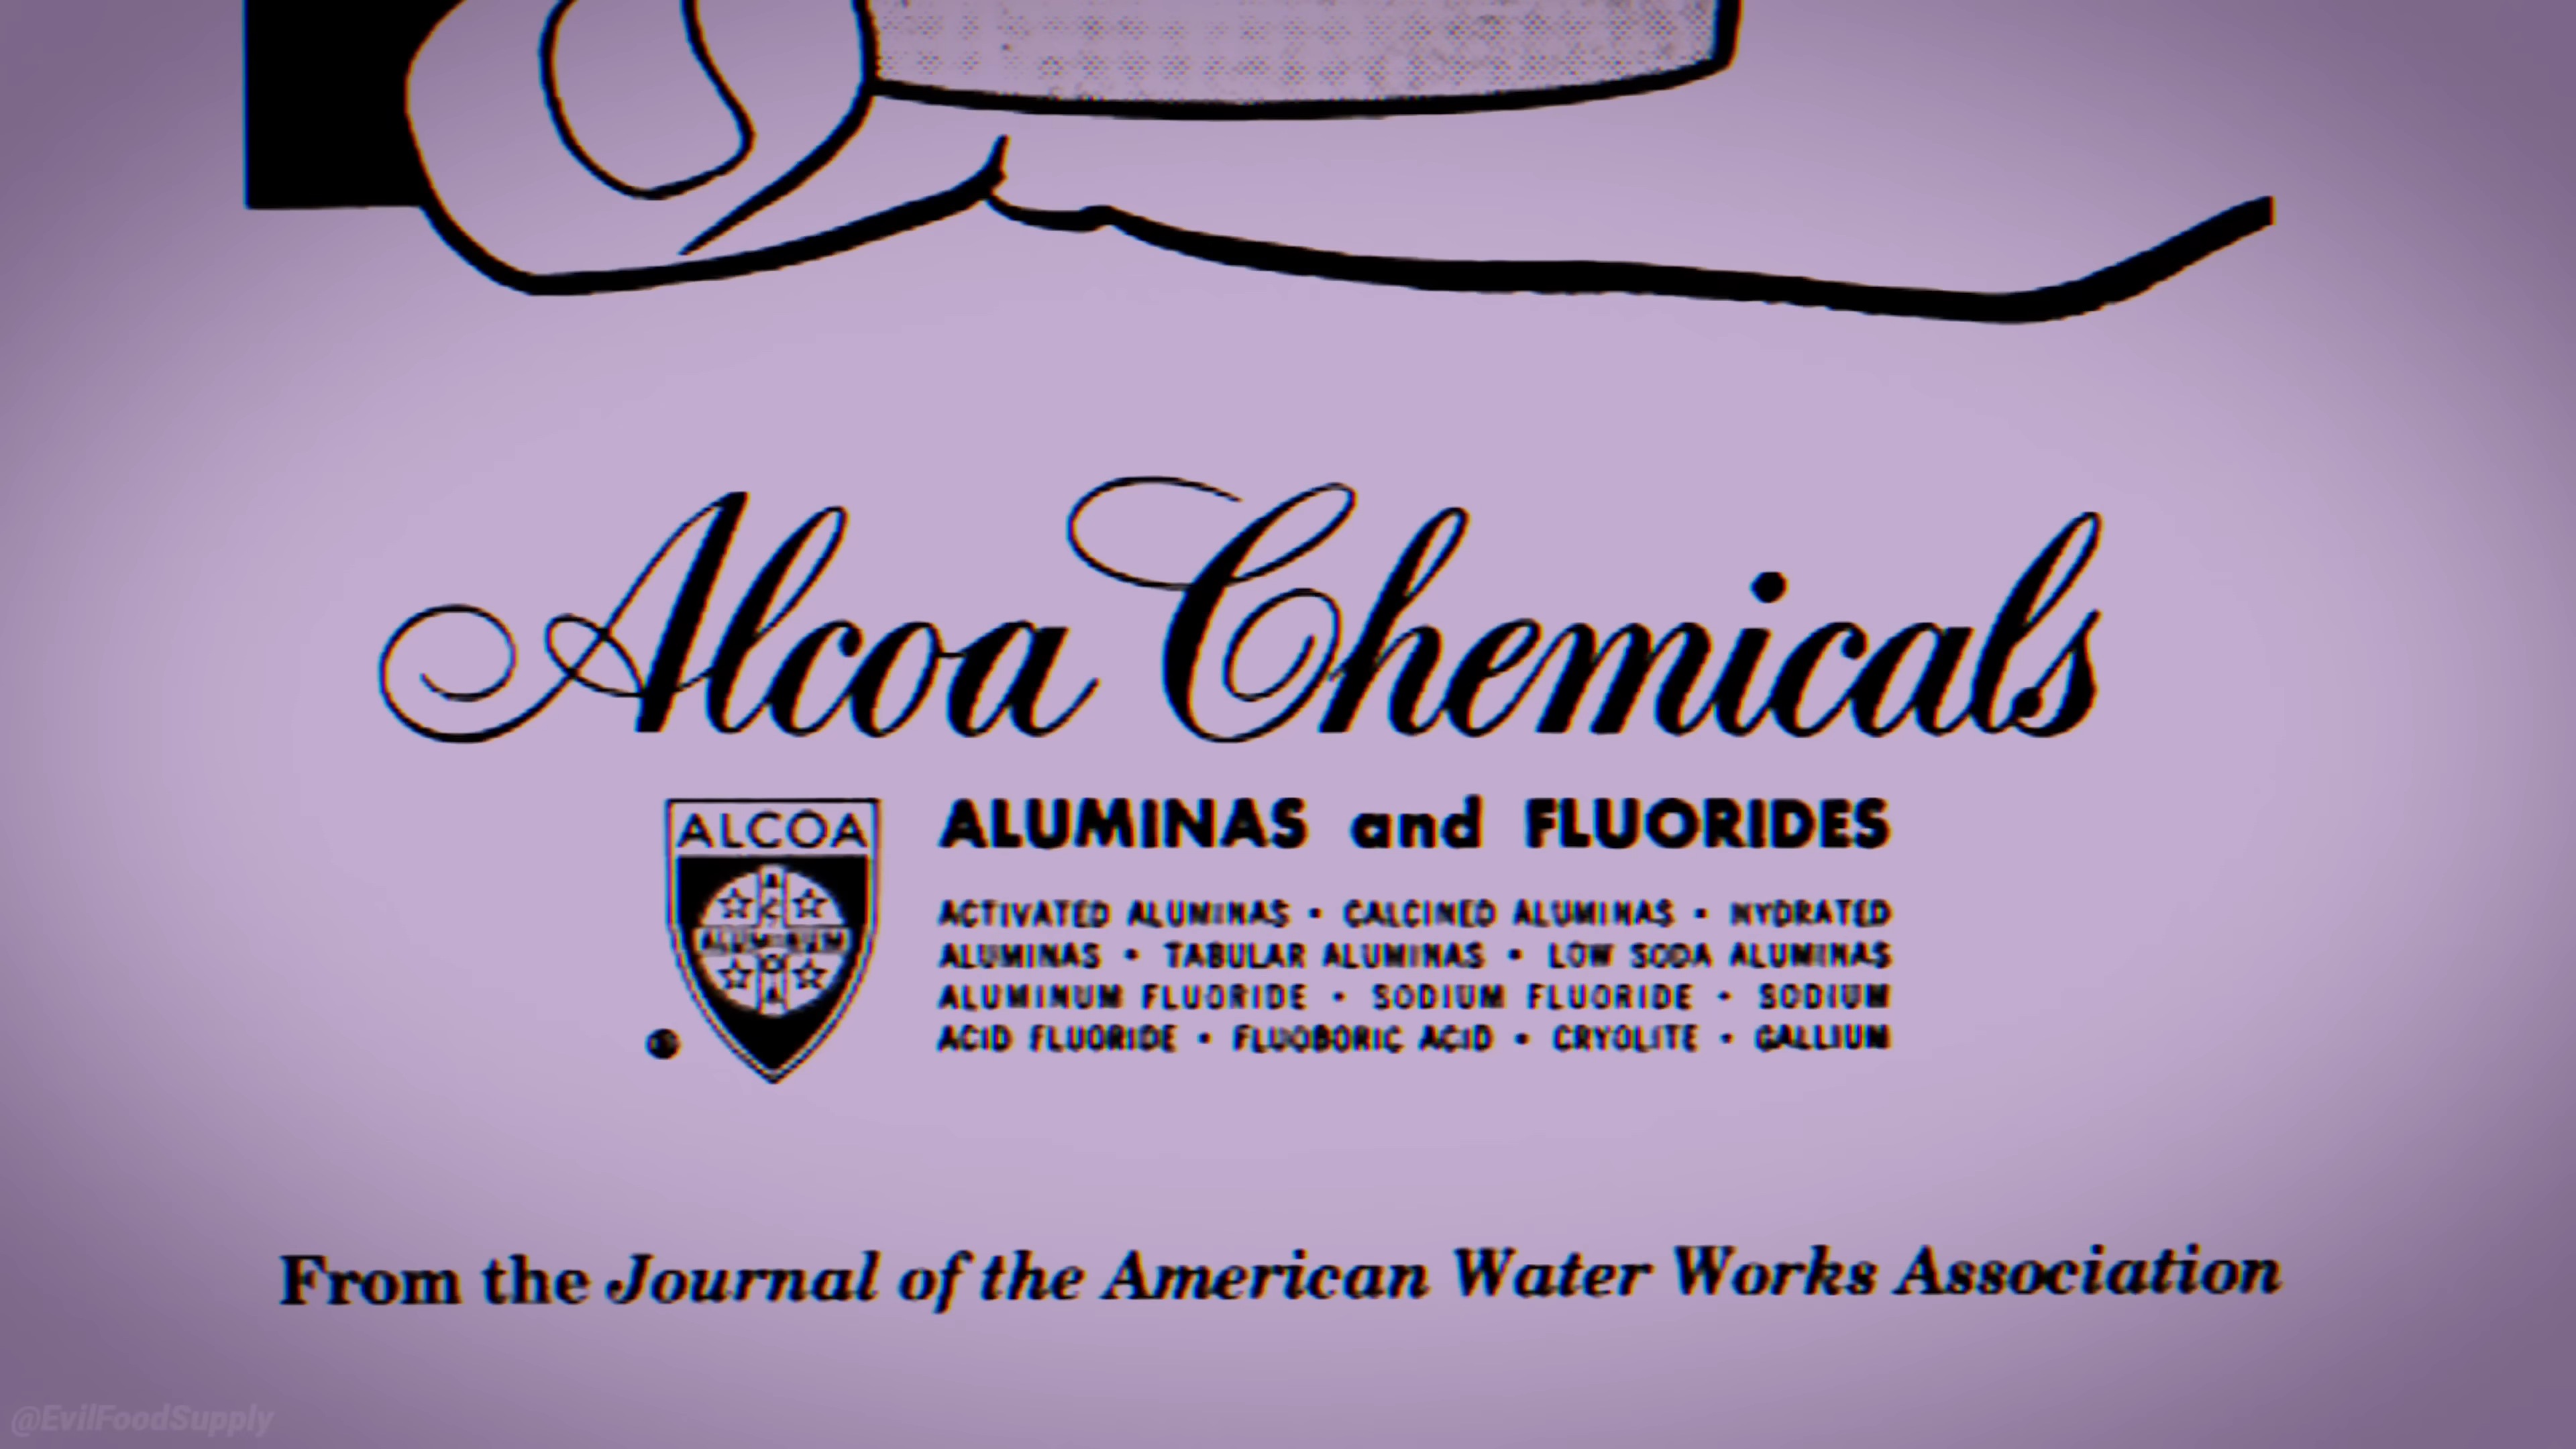 Alcoa Chemicals
ALCOA
ALUMINAS and FLUORIDES
ALCOA
ALUMINUM
ACTIVATED ALUMINAS • CALCINED ALUMINAS • HYDRATED
ALUMINAS • TABULAR ALUMINAS • LOW SODA ALUMINAS
ALUMINUM FLUORIDE • SODIUM FLUORIDE • SODIUM
ACID FLUORIDE • FLUOBORIC ACID • CRYOLITE • GALLIUM
From the Journal of the American Water Works Association
@EvilFoodSupply